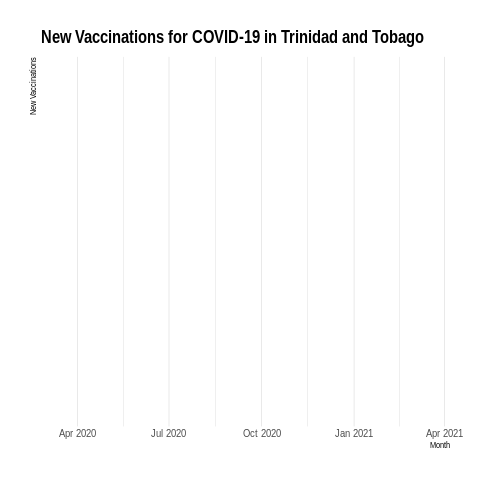 New Vaccinations for COVID-19 in Trinidad and Tobago
New Vaccinations
Apr 2020
Jul 2020
Oct 2020
Jan 2021
Apr 2021
Month